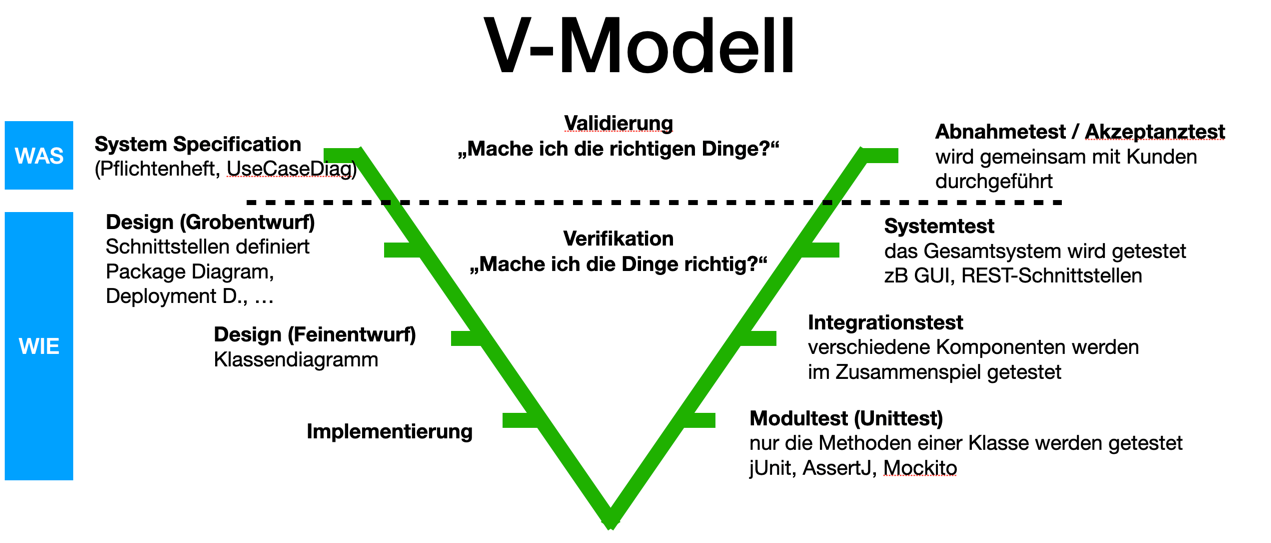 V-Modell
WAS
System Specification
(Pflichtenheft, UseCaseDiag)
Validierung
„Mache ich die richtigen Dinge?“
Abnahmetest / Akzeptanztest
wird gemeinsam mit Kunden
durchgeführt
WIE
Design (Grobentwurf)
Schnittstellen definiert
Package Diagram,
Deployment D., …
Verifikation
„Mache ich die Dinge richtig?“
Systemtest
das Gesamtsystem wird getestet
zB GUI, REST-Schnittstellen
Design (Feinentwurf)
Klassendiagramm
Integrationstest
verschiedene Komponenten werden
im Zusammenspiel getestet
Implementierung
Modultest (Unittest)
nur die Methoden einer Klasse werden getestet
jUnit, AssertJ, Mockito